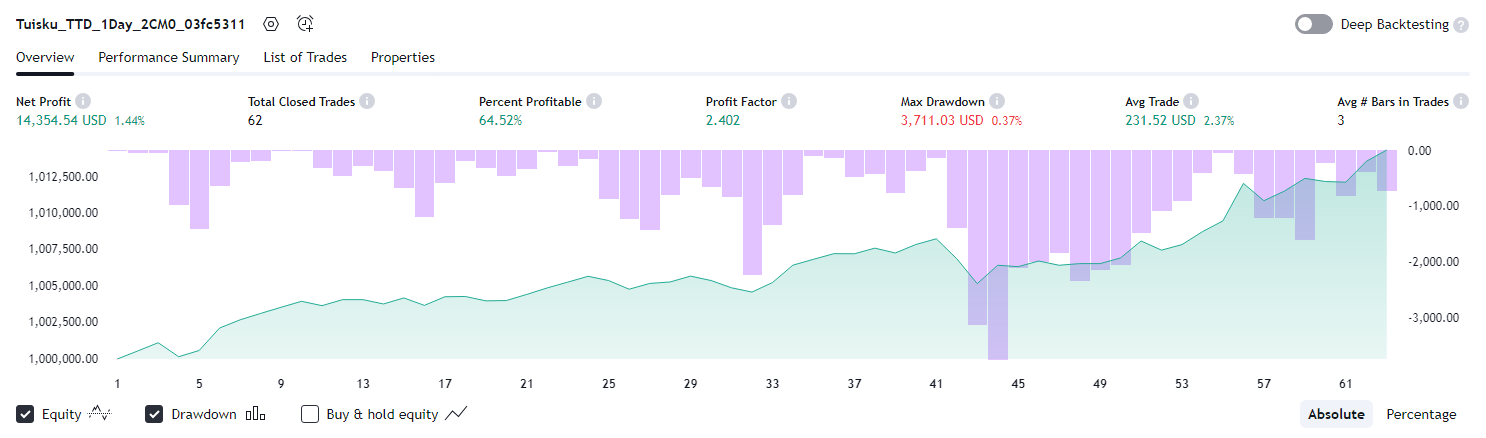 Tuisku_TTD_1Day_2CM0_03fc5311 Deep Backtesting
Overview Performance Summary List of Trades Properties
Net Profit Total Closed Trades Percent Profitable Profit Factor Max Drawdown Avg Trade Avg # Bars in Trades
14,354.54 USD 1.44% 62 64.52% 2.402 3,711.03 USD 0.37% 231.52 USD 2.37% 3
0.00
1,012,500.00
-1,000.00
1,010,000.00
1,007,500.00
-2,000.00
1,005,000.00
-3,000.00
1,002,500.00
1,000,000.00
1 5 9 13 17 21 25 29 33 37 41 45 49 53 57 61
Equity Drawdown Buy & hold equity Absolute Percentage